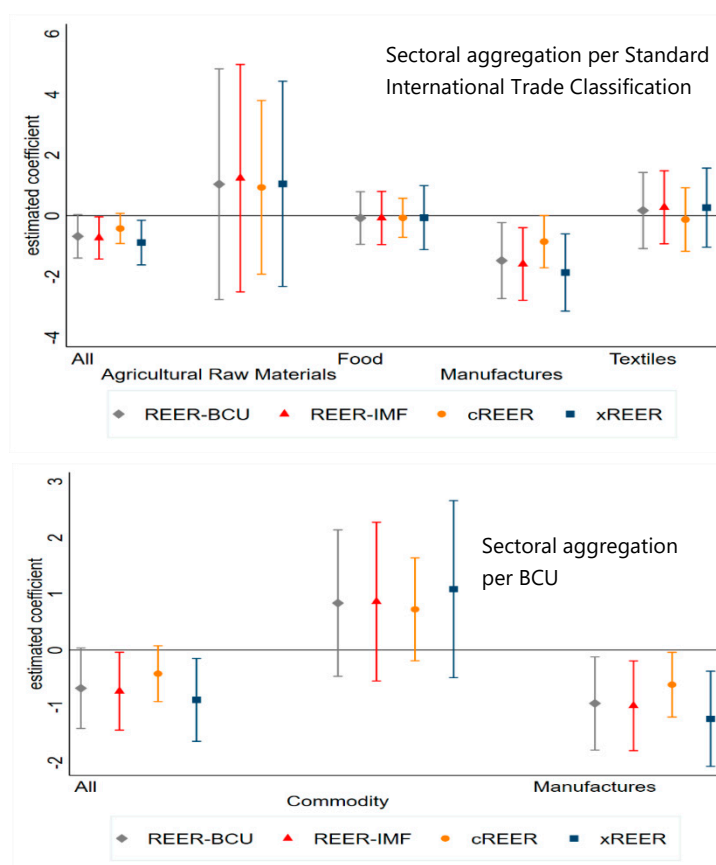 6
4
2
0
-2
-4
estimated coefficient
Sectoral aggregation per Standard
International Trade Classification
All
Food
Textiles
Agricultural Raw Materials
Manufactures
REER-BCU
REER-IMF
cREER
xREER
3
2
1
0
-1
-2
estimated coefficient
Sectoral aggregation
per BCU
All
Manufactures
Commodity
REER-BCU
REER-IMF
cREER
xREER